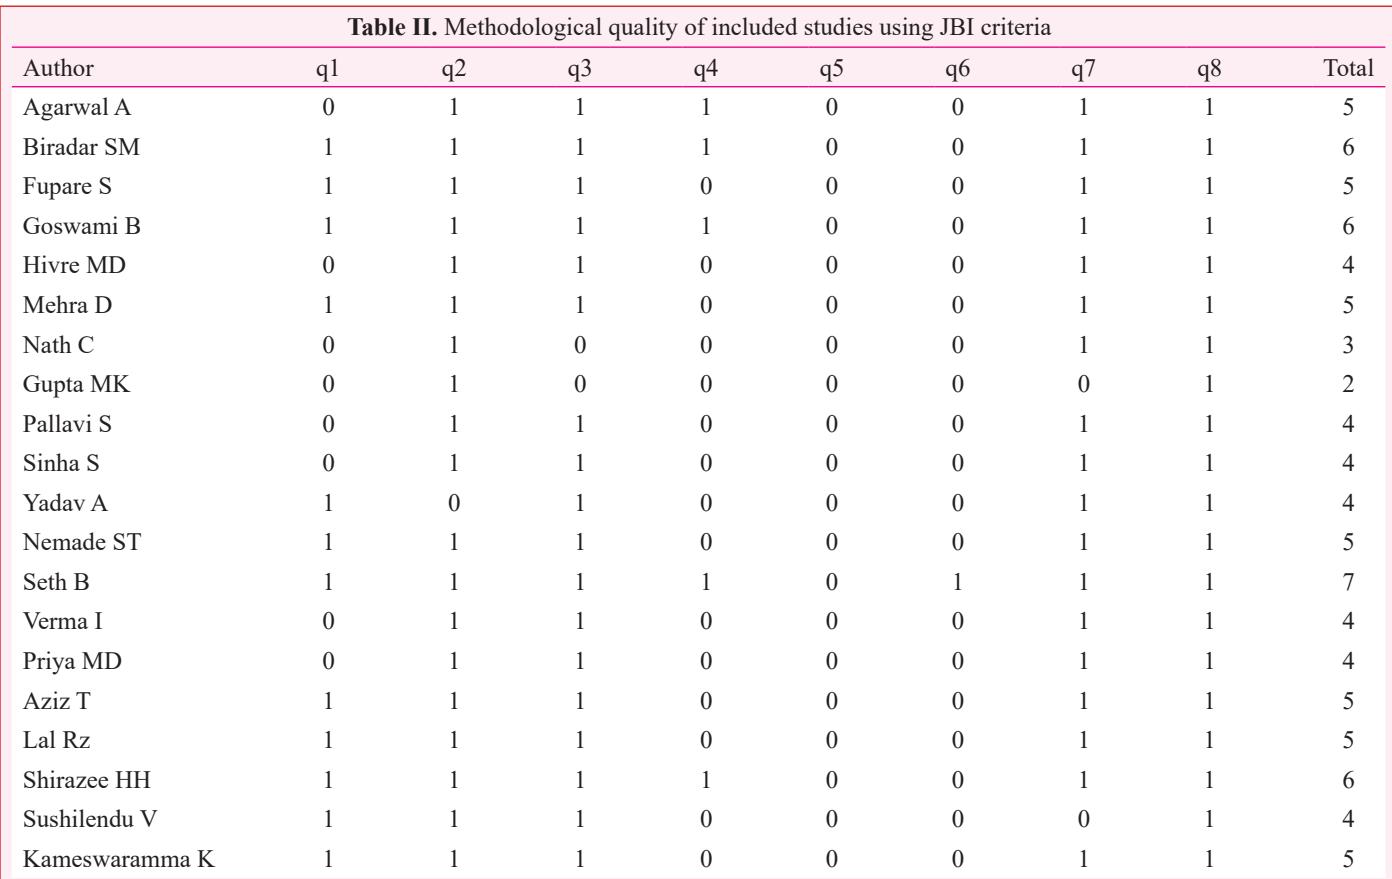 Table II. Methodological quality of included studies using JBI criteria
Author q1 q2 q3 q4 q5 q6 q7 q8 Total
Agarwal A 0 1 1 1 0 0 1 1 5
Biradar SM 1 1 1 1 0 0 1 1 6
Fupare S 1 1 1 0 0 0 1 1 5
Goswami B 1 1 1 1 0 0 1 1 6
Hivre MD 0 1 1 0 0 0 1 1 4
Mehra D 1 1 1 0 0 0 1 1 5
Nath C 0 1 0 0 0 0 1 1 3
Gupta MK 0 1 0 0 0 0 0 1 2
Pallavi S 0 1 1 0 0 0 1 1 4
Sinha S 0 1 1 0 0 0 1 1 4
Yadav A 1 0 1 0 0 0 1 1 4
Nemade ST 1 1 1 0 0 0 1 1 5
Seth B 1 1 1 1 0 1 1 1 7
Verma I 0 1 1 0 0 0 1 1 4
Priya MD 0 1 1 0 0 0 1 1 4
Aziz T 1 1 1 0 0 0 1 1 5
Lal Rz 1 1 1 0 0 0 1 1 5
Shirazee HH 1 1 1 1 0 0 1 1 6
Sushilendu V 1 1 1 0 0 0 0 1 4
Kameswaramma K 1 1 1 0 0 0 1 1 5